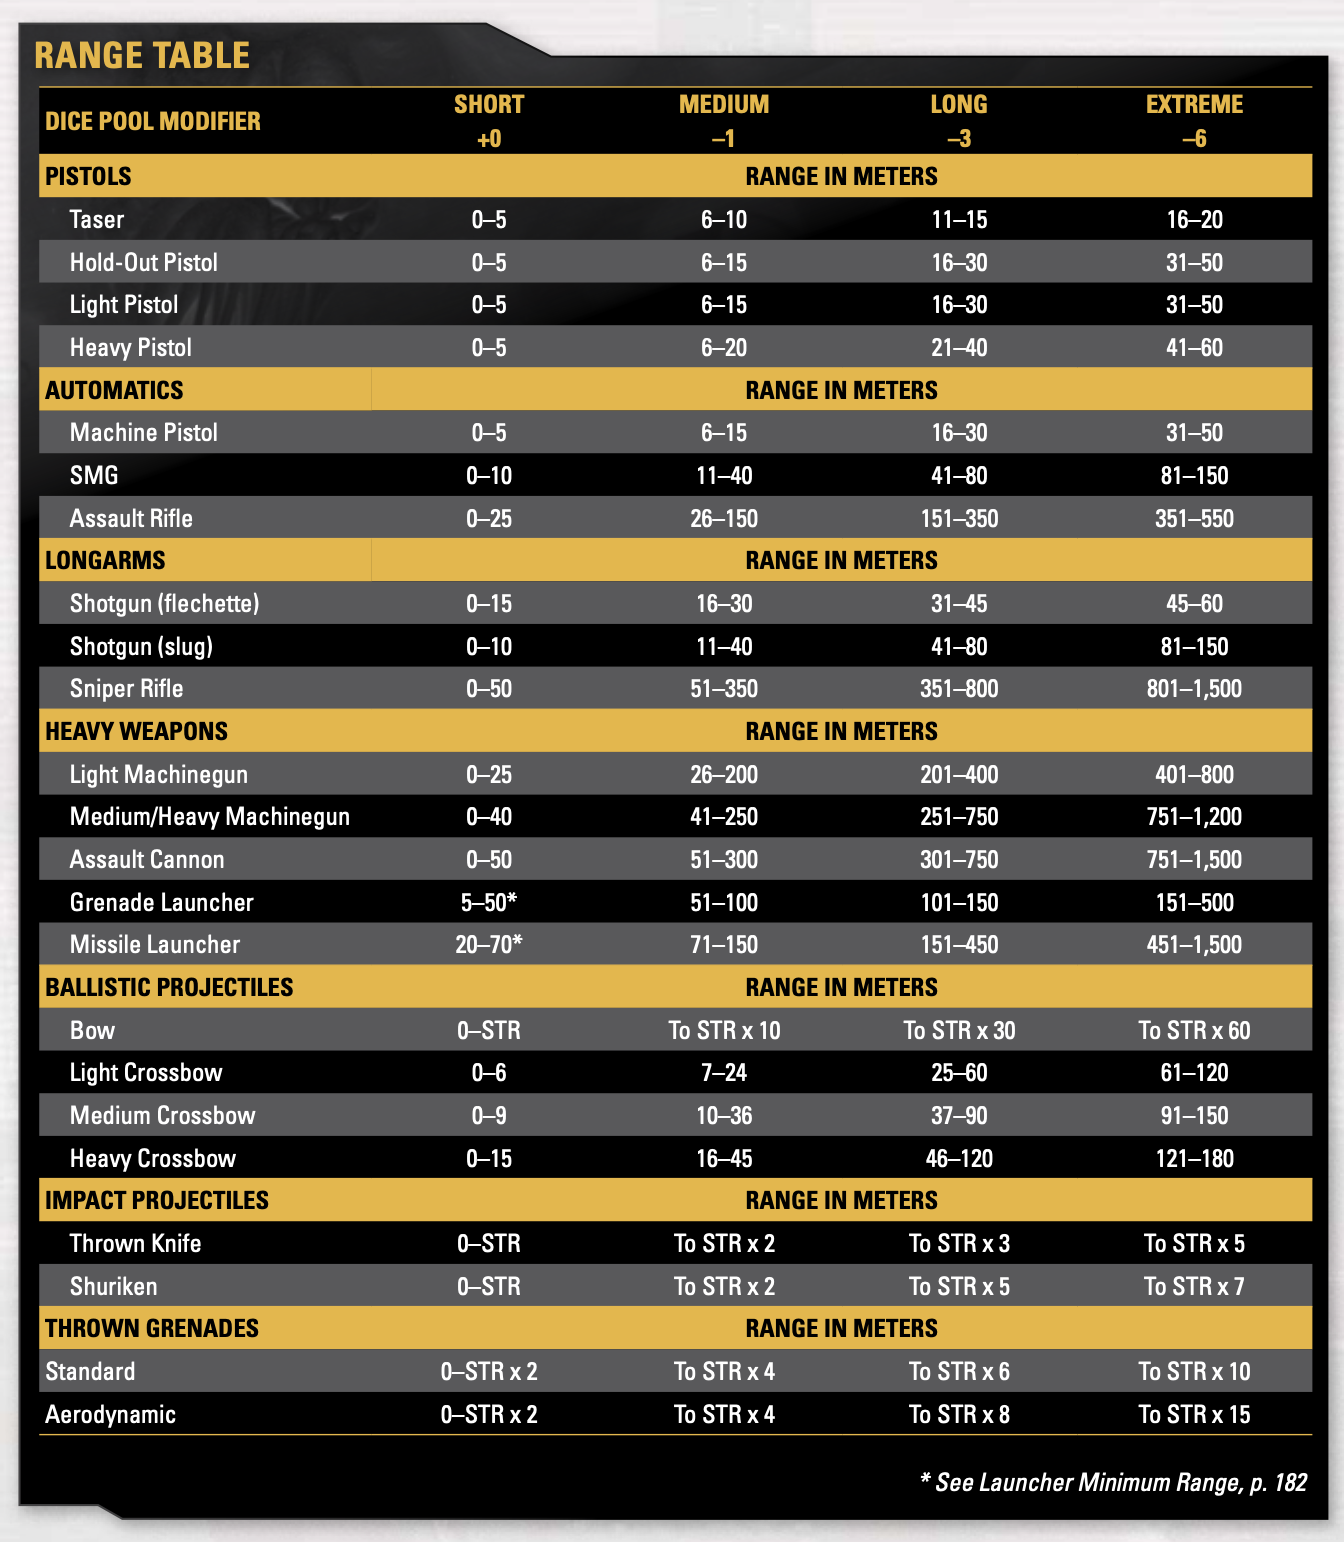 RANGE TABLE
DICE POOL MODIFIER SHORT +0 MEDIUM –1 LONG –3 EXTREME –6
PISTOLS RANGE IN METERS
Taser 0–5 6–10 11–15 16–20
Hold-Out Pistol 0–5 6–15 16–30 31–50
Light Pistol 0–5 6–15 16–30 31–50
Heavy Pistol 0–5 6–20 21–40 41–60
AUTOMATICS RANGE IN METERS
Machine Pistol 0–5 6–15 16–30 31–50
SMG 0–10 11–40 41–80 81–150
Assault Rifle 0–25 26–150 151–350 351–550
LONGARMS RANGE IN METERS
Shotgun (flechette) 0–15 16–30 31–45 45–60
Shotgun (slug) 0–10 11–40 41–80 81–150
Sniper Rifle 0–50 51–350 351–800 801–1,500
HEAVY WEAPONS RANGE IN METERS
Light Machinegun 0–25 26–200 201–400 401–800
Medium/Heavy Machinegun 0–40 41–250 251–750 751–1,200
Assault Cannon 0–50 51–300 301–750 751–1,500
Grenade Launcher 5–50* 51–100 101–150 151–500
Missile Launcher 20–70* 71–150 151–450 451–1,500
BALLISTIC PROJECTILES RANGE IN METERS
Bow 0–STR To STR x 10 To STR x 30 To STR x 60
Light Crossbow 0–6 7–24 25–60 61–120
Medium Crossbow 0–9 10–36 37–90 91–150
Heavy Crossbow 0–15 16–45 46–120 121–180
IMPACT PROJECTILES RANGE IN METERS
Thrown Knife 0–STR To STR x 2 To STR x 3 To STR x 5
Shuriken 0–STR To STR x 2 To STR x 5 To STR x 7
THROWN GRENADES RANGE IN METERS
Standard 0–STR x 2 To STR x 4 To STR x 6 To STR x 10
Aerodynamic 0–STR x 2 To STR x 4 To STR x 8 To STR x 15
* See Launcher Minimum Range, p. 182